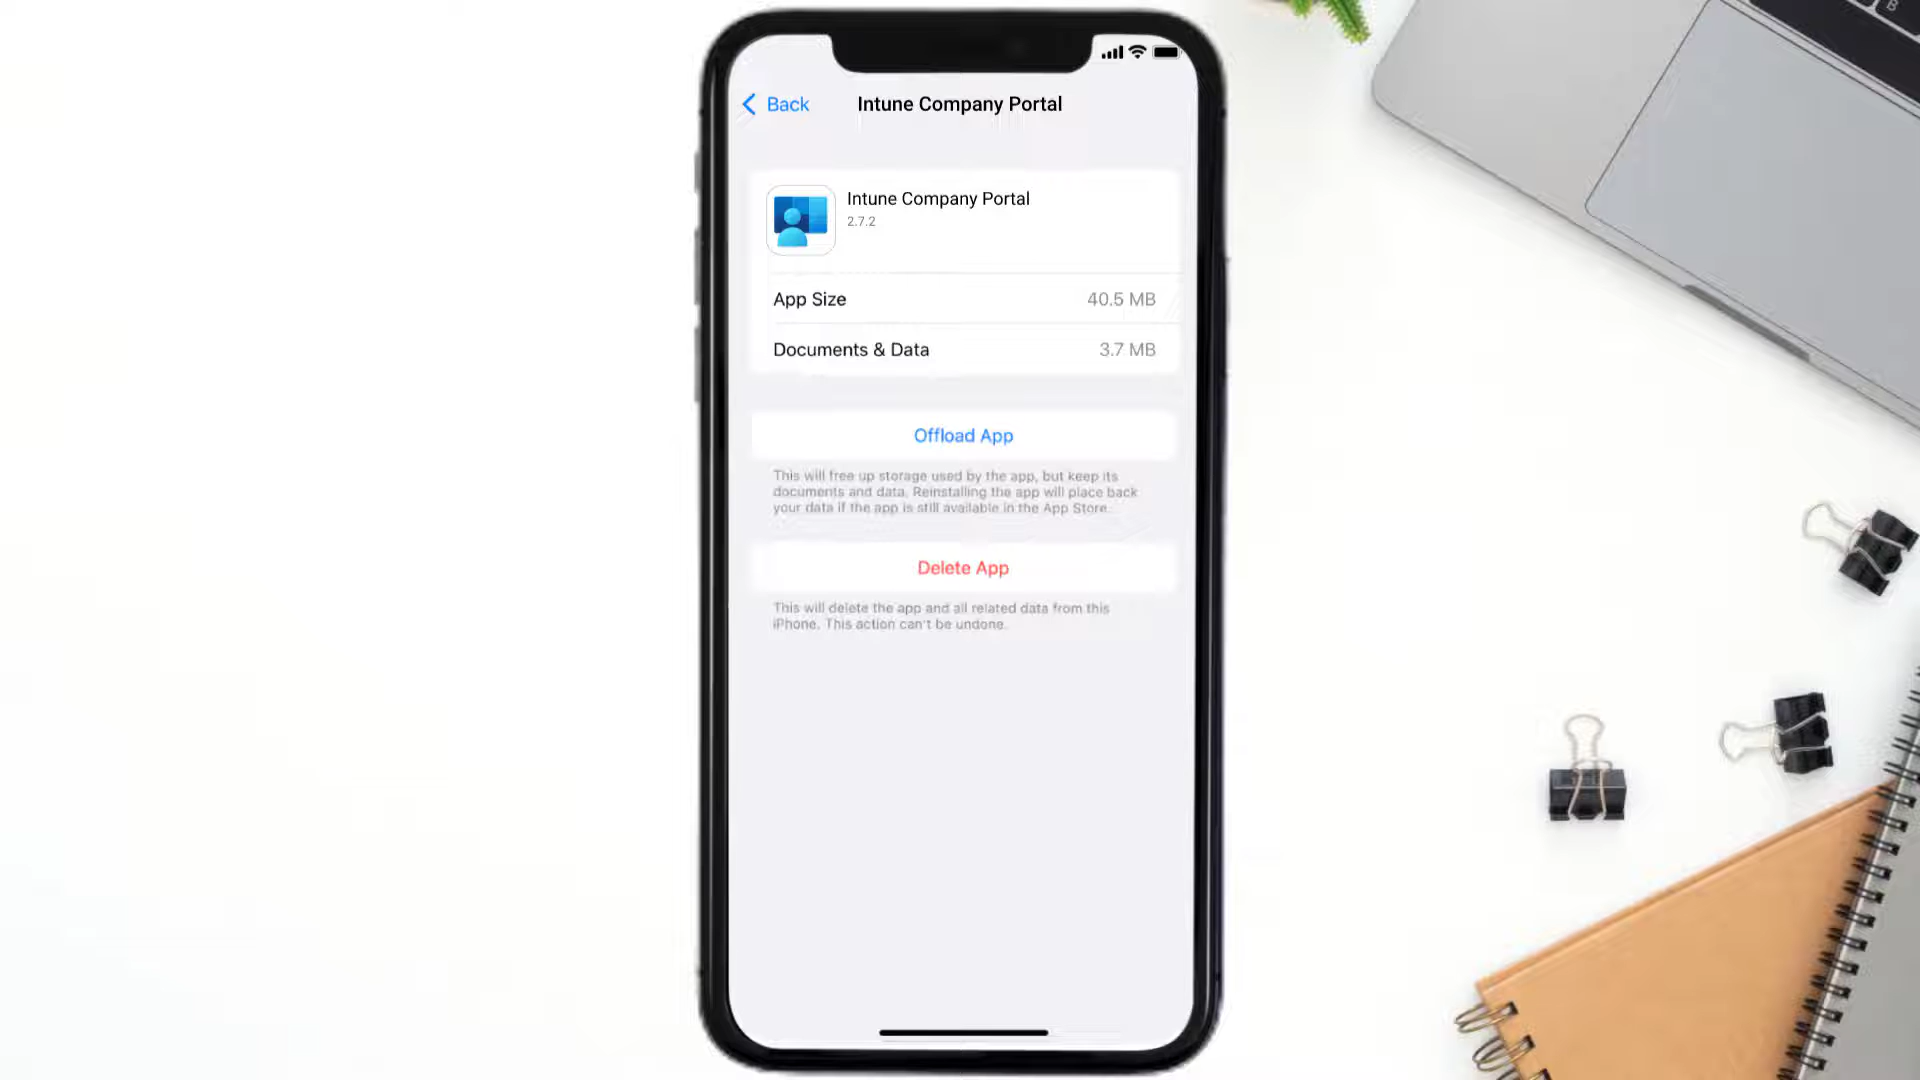 Back
Intune Company Portal
Intune Company Portal
2.7.2
App Size 40.5 MB
Documents & Data 3.7 MB
Offload App
This will free up storage used by the app, but keep its
documents and data. Reinstalling the app will place back
your data if the app is still available in the App Store.
Delete App
This will delete the app and all related data from this
iPhone. This action can't be undone.
B